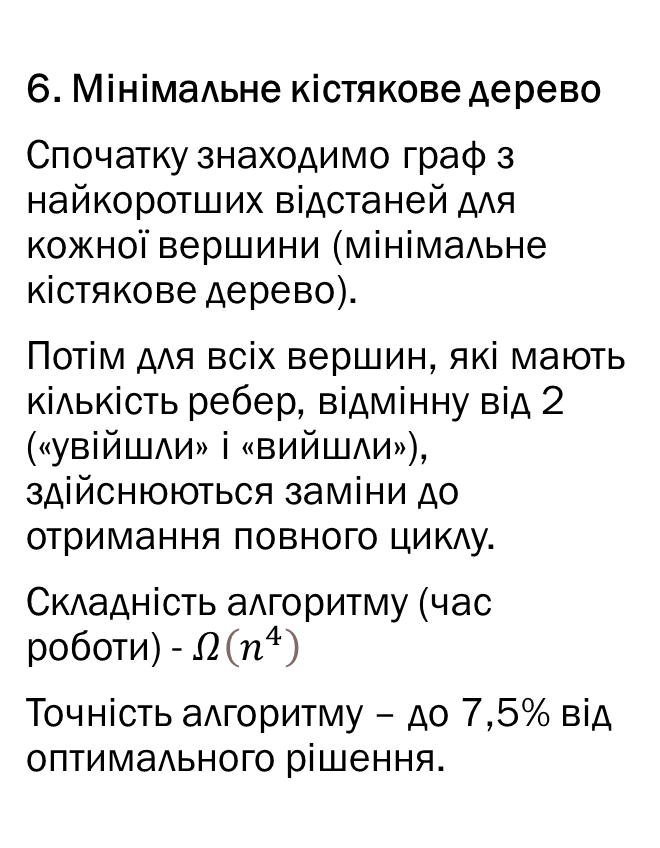 6. Мінімальне кістякове дерево
Спочатку знаходимо граф з
найкоротших відстаней для
кожної вершини (мінімальне
кістякове дерево).
Потім для всіх вершин, які мають
кількість ребер, відмінну від 2
(«увійшли» і «вийшли»),
здійснюються заміни до
отримання повного циклу.
Складність алгоритму (час
роботи) - Ω(n⁴)
Точність алгоритму – до 7,5% від
оптимального рішення.